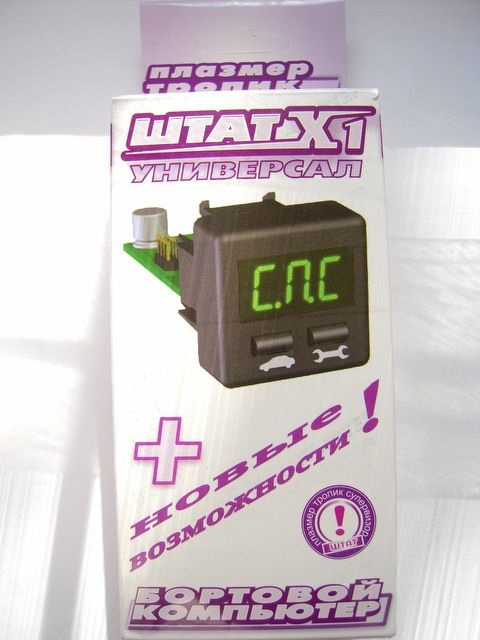 плазмер
тропик
ШТАТ X1
УНИВЕРСАЛ
С.П.С
+
новые
возможности!
плазмер тропик супервизор
!
ШТАТ
БОРТОВОЙ
КОМПЬЮТЕР